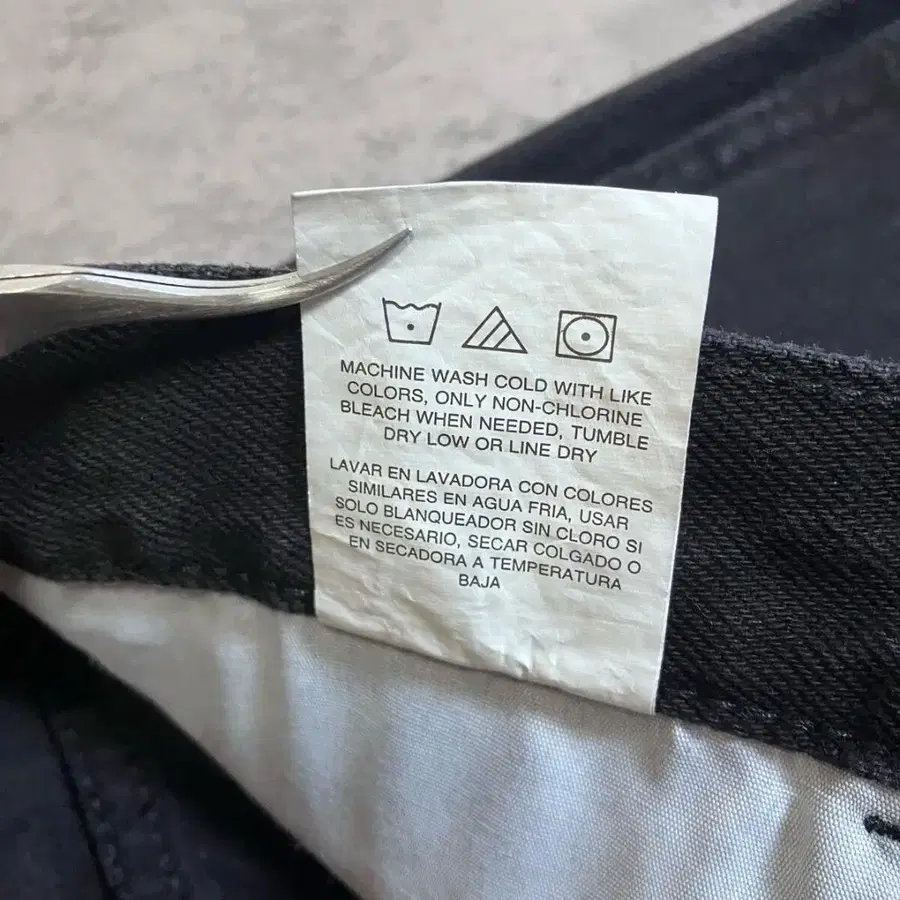 MACHINE WASH COLD WITH LIKE
COLORS, ONLY NON-CHLORINE
BLEACH WHEN NEEDED, TUMBLE
DRY LOW OR LINE DRY
LAVAR EN LAVADORA CON COLORES
SIMILARES EN AGUA FRIA, USAR
SOLO BLANQUEADOR SIN CLORO SI
ES NECESARIO, SECAR COLGADO O
EN SECADORA A TEMPERATURA
BAJA